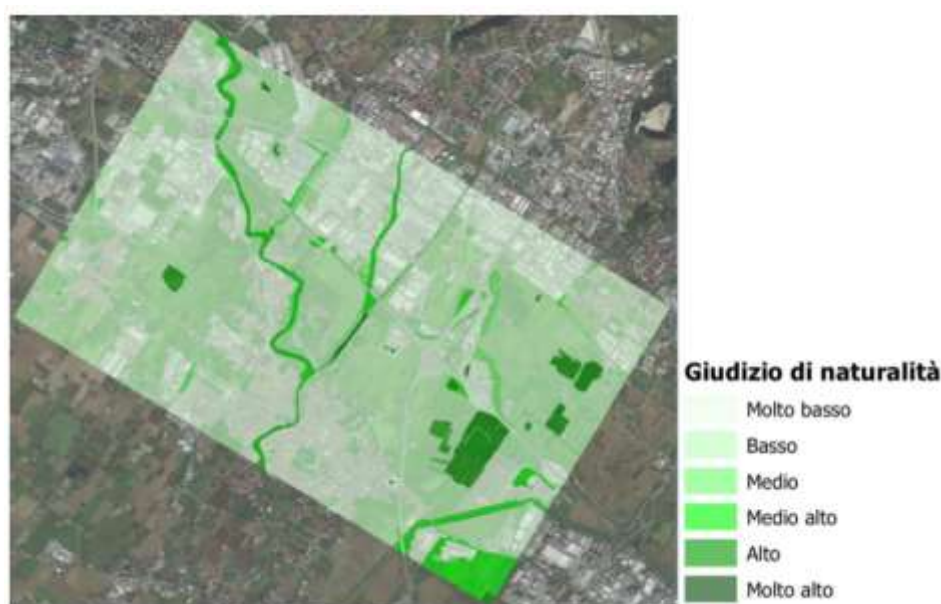 Giudizio di naturalità
Molto basso
Basso
Medio
Medio alto
Alto
Molto alto